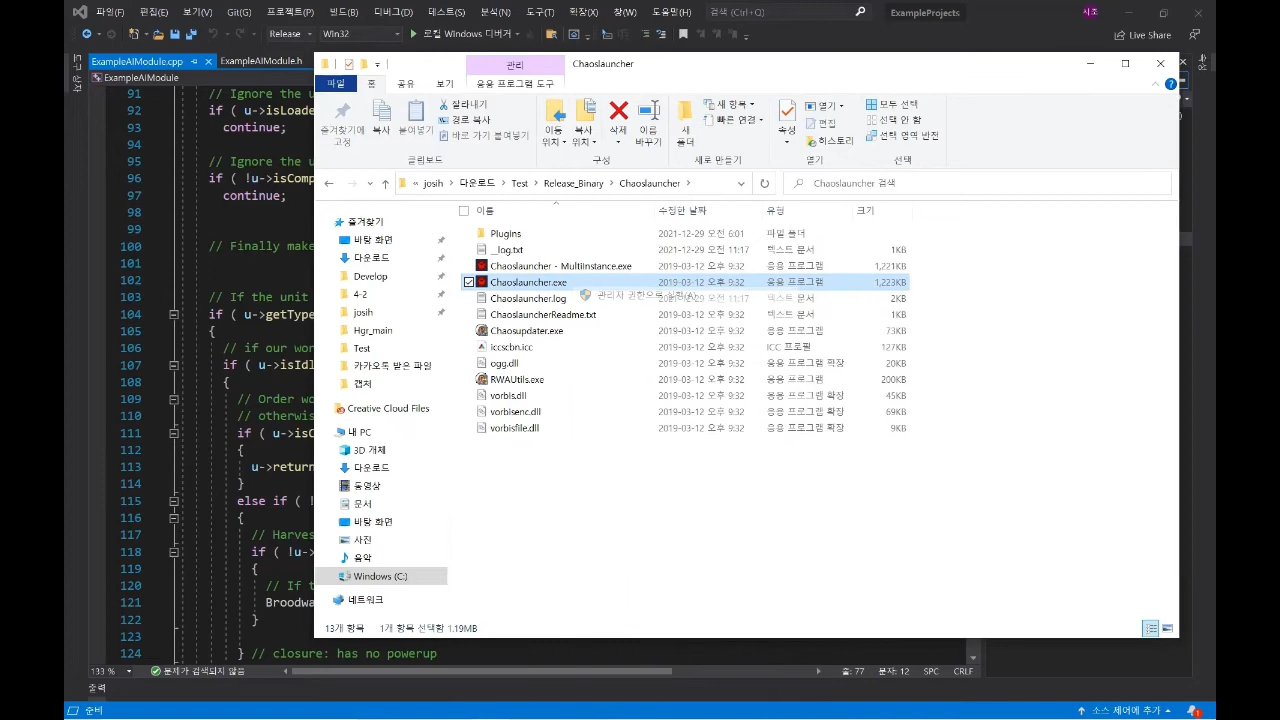 파일(F) 편집(E) 보기(V) Git(G) 프로젝트(P) 빌드(B) 디버그(D) 테스트(S) 분석(N) 도구(T) 확장(X) 창(W) 도움말(H) 검색 (Ctrl+Q) ExampleProjects 시조
Release Win32 로컬 Windows 디버거 Live Share
ExampleAIModule.cpp ExampleAIModule.h
ExampleAIModule
91 // Ignore the u
92 if ( u->isLoade
93 continue;
94
95 // Ignore the u
96 if ( !u->isComp
97 continue;
98
99
100 // Finally make
101
102
103 // If the unit
104 if ( u->getType
105 {
106 // if our wor
107 if ( u->isIdl
108 {
109 // Order wo
110 // otherwis
111 if ( u->isC
112 {
113 u->return
114 }
115 else if ( !
116 {
117 // Harves
118 if ( !u->
119 {
120 // If t
121 Broodwa
122 }
123
124 } // closure: has no powerup
133 % 문제가 검색되지 않음 줄: 77 문자: 12 SPC CRLF
출력
준비 소스 제어에 추가 1
관리 Chaoslauncher
파일 홈 공유 보기 응용 프로그램 도구
즐겨찾기에 고정 복사 붙여넣기 잘라내기 경로 복사 바로 가기 붙여넣기
이동 위치 복사 위치 삭제 이름 바꾸기 새 폴더 새 항목 빠른 연결
속성 열기 편집 히스토리 모두 선택 선택 안 함 선택 영역 반전
클립보드 구성 새로 만들기 열기 선택
« josih 다운로드 Test Release_Binary Chaoslauncher Chaoslauncher 검색
이름 수정한 날짜 유형 크기
즐겨찾기
바탕 화면
다운로드
Develop
4-2
josih
Hgr_main
Test
카카오톡 받은 파일
캡처
Creative Cloud Files
내 PC
3D 개체
다운로드
동영상
문서
바탕 화면
사진
음악
Windows (C:)
네트워크
Plugins 2021-12-29 오전 6:01 파일 폴더
_log.txt 2021-12-29 오전 11:17 텍스트 문서 1KB
Chaoslauncher - MultiInstance.exe 2019-03-12 오후 9:32 응용 프로그램 1,221KB
Chaoslauncher.exe 2019-03-12 오후 9:32 응용 프로그램 1,223KB
관리자 권한으로 실행(A)
Chaoslauncher.log 2021-12-29 오전 11:17 텍스트 문서 2KB
ChaoslauncherReadme.txt 2019-03-12 오후 9:32 텍스트 문서 1KB
Chaosupdater.exe 2019-03-12 오후 9:32 응용 프로그램 73KB
iccscbn.icc 2019-03-12 오후 9:32 ICC 프로필 127KB
ogg.dll 2019-03-12 오후 9:32 응용 프로그램 확장 20KB
RWAUtils.exe 2019-03-12 오후 9:32 응용 프로그램 200KB
vorbis.dll 2019-03-12 오후 9:32 응용 프로그램 확장 45KB
vorbisenc.dll 2019-03-12 오후 9:32 응용 프로그램 확장 69KB
vorbisfile.dll 2019-03-12 오후 9:32 응용 프로그램 확장 9KB
13개 항목 1개 항목 선택함 1.19MB